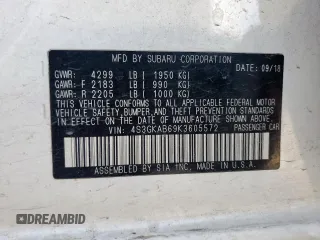 MFD BY SUBARU CORPORATION
GVWR: 4299 LB ( 1950 KG) DATE: 09/18
GAWR: F 2183 LB ( 990 KG)
GAWR: R 2205 LB ( 1000 KG)
THIS VEHICLE CONFORMS TO ALL APPLICABLE
FEDERAL MOTOR VEHICLE SAFETY,
BUMPER, AND THEFT PREVENTION STANDARDS
IN EFFECT ON THE DATE OF MANUFACTURE
SHOWN ABOVE.
VIN: 4S3GKAB69K3605572 PASSENGER CAR
ASSEMBLED BY SIA INC, MADE IN U.S.A
DREAMBID
DREAMBID.COM